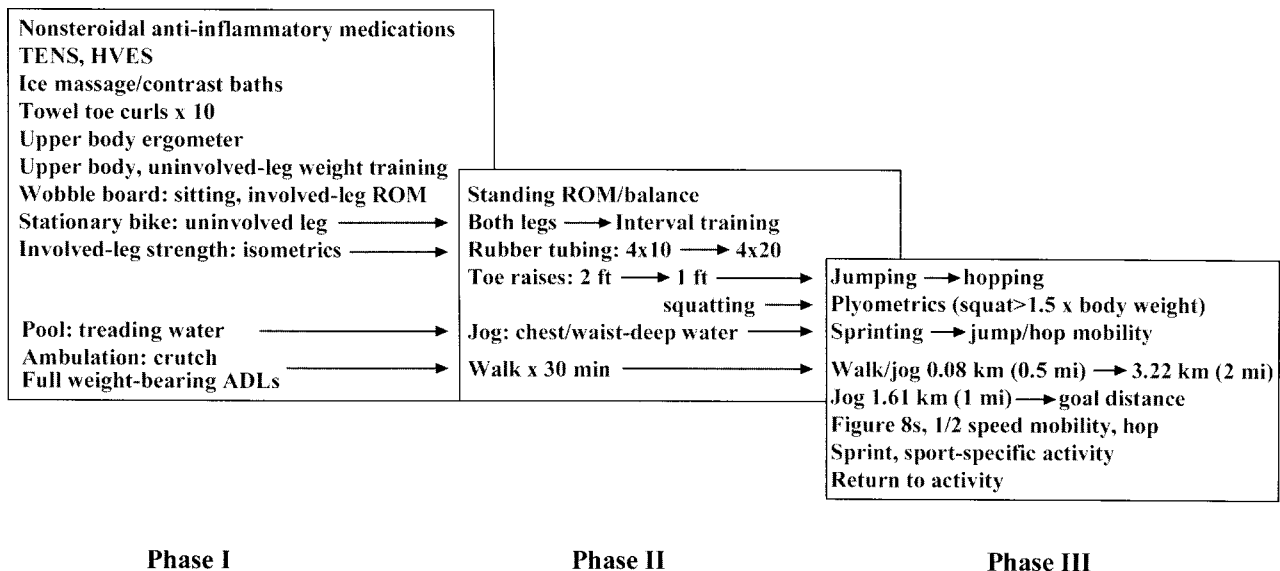 Nonsteroidal anti-inflammatory medications
TENS, HVES
Ice massage/contrast baths
Towel toe curls x 10
Upper body ergometer
Upper body, uninvolved-leg weight training
Wobble board: sitting, involved-leg ROM
Stationary bike: uninvolved leg
Involved-leg strength: isometrics
Pool: treading water
Ambulation: crutch
Full weight-bearing ADLs
Standing ROM/balance
Both legs → Interval training
Rubber tubing: 4x10 → 4x20
Toe raises: 2 ft → 1 ft
squatting
Jog: chest/waist-deep water
Walk x 30 min
Jumping → hopping
Plyometrics (squat>1.5 x body weight)
Sprinting → jump/hop mobility
Walk/jog 0.08 km (0.5 mi) → 3.22 km (2 mi)
Jog 1.61 km (1 mi) → goal distance
Figure 8s, 1/2 speed mobility, hop
Sprint, sport-specific activity
Return to activity
Phase I
Phase II
Phase III